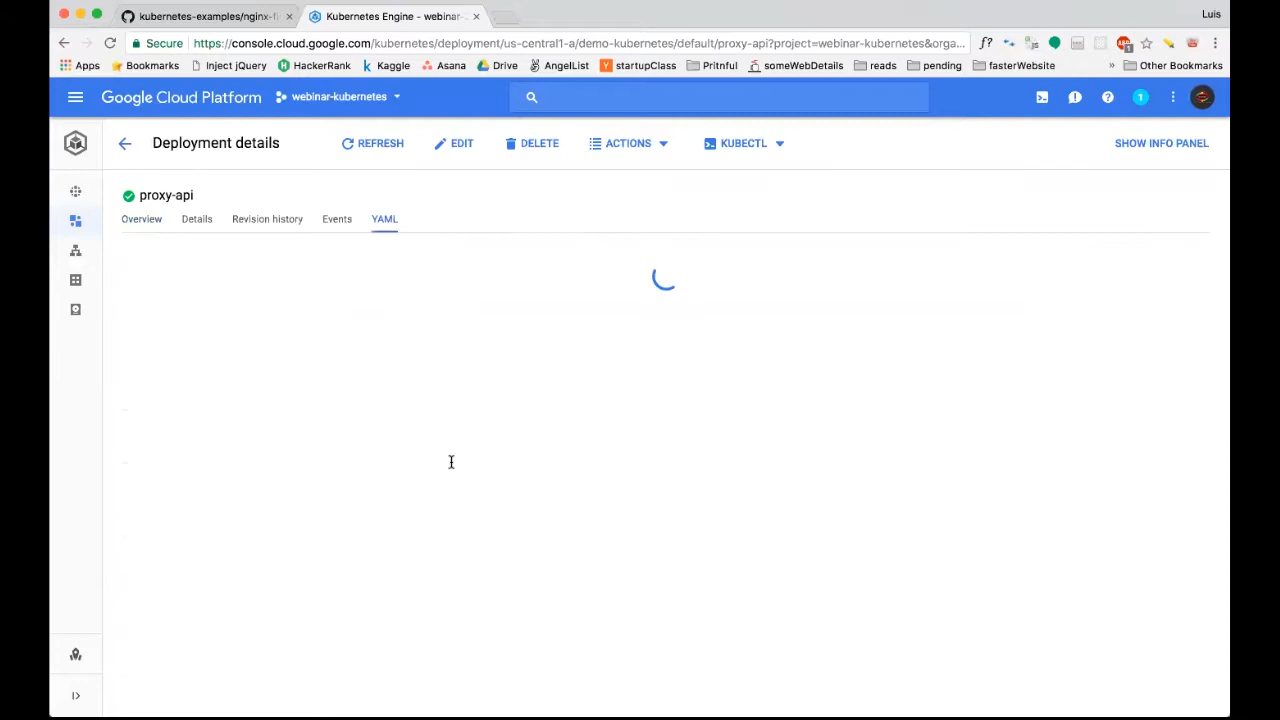 kubernetes-examples/nginx-fi
Kubernetes Engine - webinar-
Luis
Secure
https://console.cloud.google.com/kubernetes/deployment/us-central1-a/demo-kubernetes/default/proxy-api?project=webinar-kubernetes&orga...
f?
Apps
Bookmarks
Inject jQuery
HackerRank
Kaggle
Asana
Drive
AngelList
startupClass
Pritnful
someWebDetails
reads
pending
fasterWebsite
»
Other Bookmarks
Google Cloud Platform
webinar-kubernetes
1
Deployment details
REFRESH
EDIT
DELETE
ACTIONS
KUBECTL
SHOW INFO PANEL
proxy-api
Overview
Details
Revision history
Events
YAML